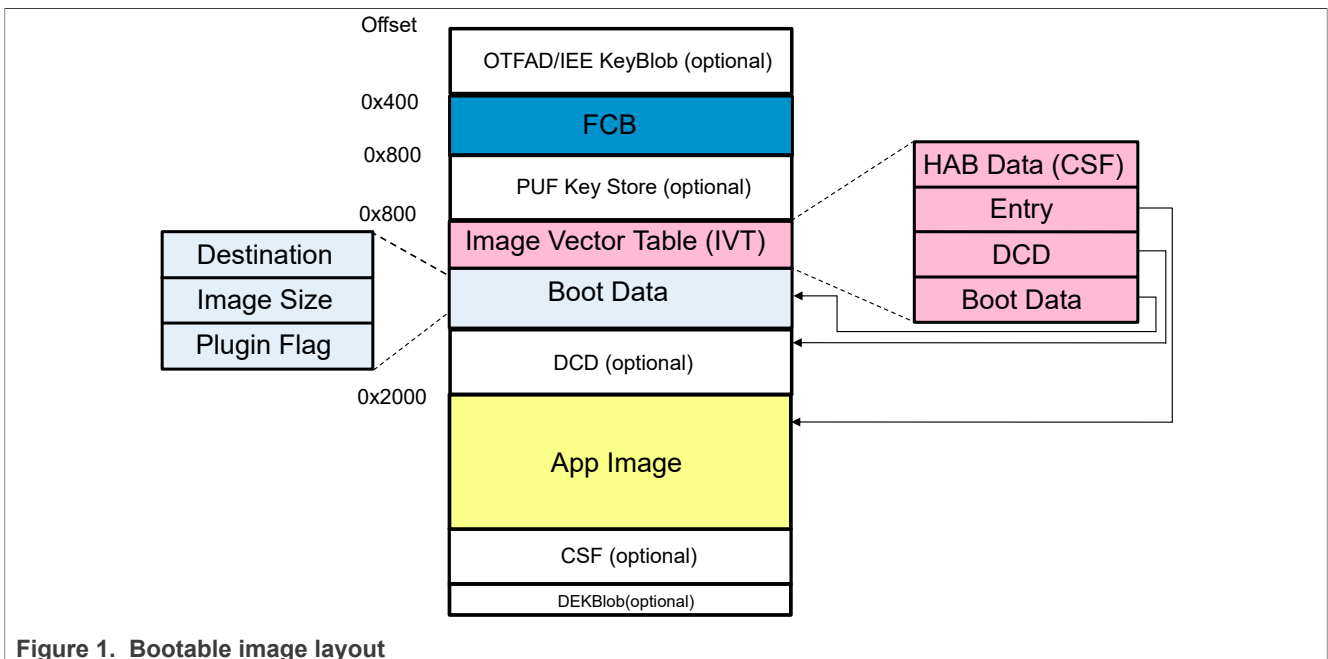 Offset
OTFAD/IEE KeyBlob (optional)
0x400
FCB
0x800
PUF Key Store (optional)
0x800
Image Vector Table (IVT)
Boot Data
DCD (optional)
0x2000
App Image
CSF (optional)
DEKBlob(optional)
Destination
Image Size
Plugin Flag
HAB Data (CSF)
Entry
DCD
Boot Data
Figure 1. Bootable image layout